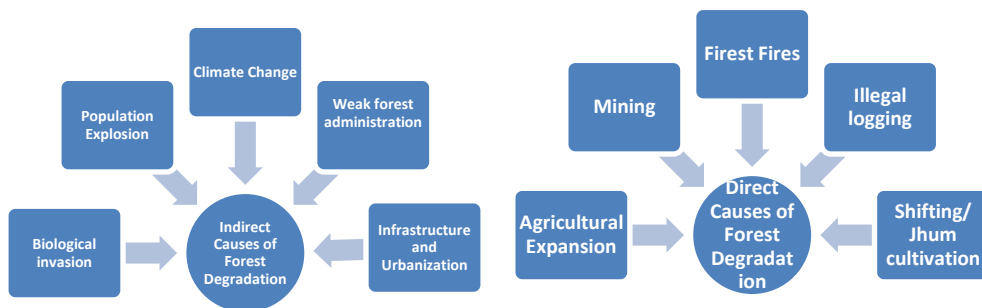 Climate Change
Population
Explosion
Weak forest
administration
Biological
invasion
Indirect
Causes of
Forest
Degradation
Infrastructure
and
Urbanization
Firest Fires
Mining
Illegal
logging
Agricultural
Expansion
Direct
Causes of
Forest
Degradat
ion
Shifting/
Jhum
cultivation